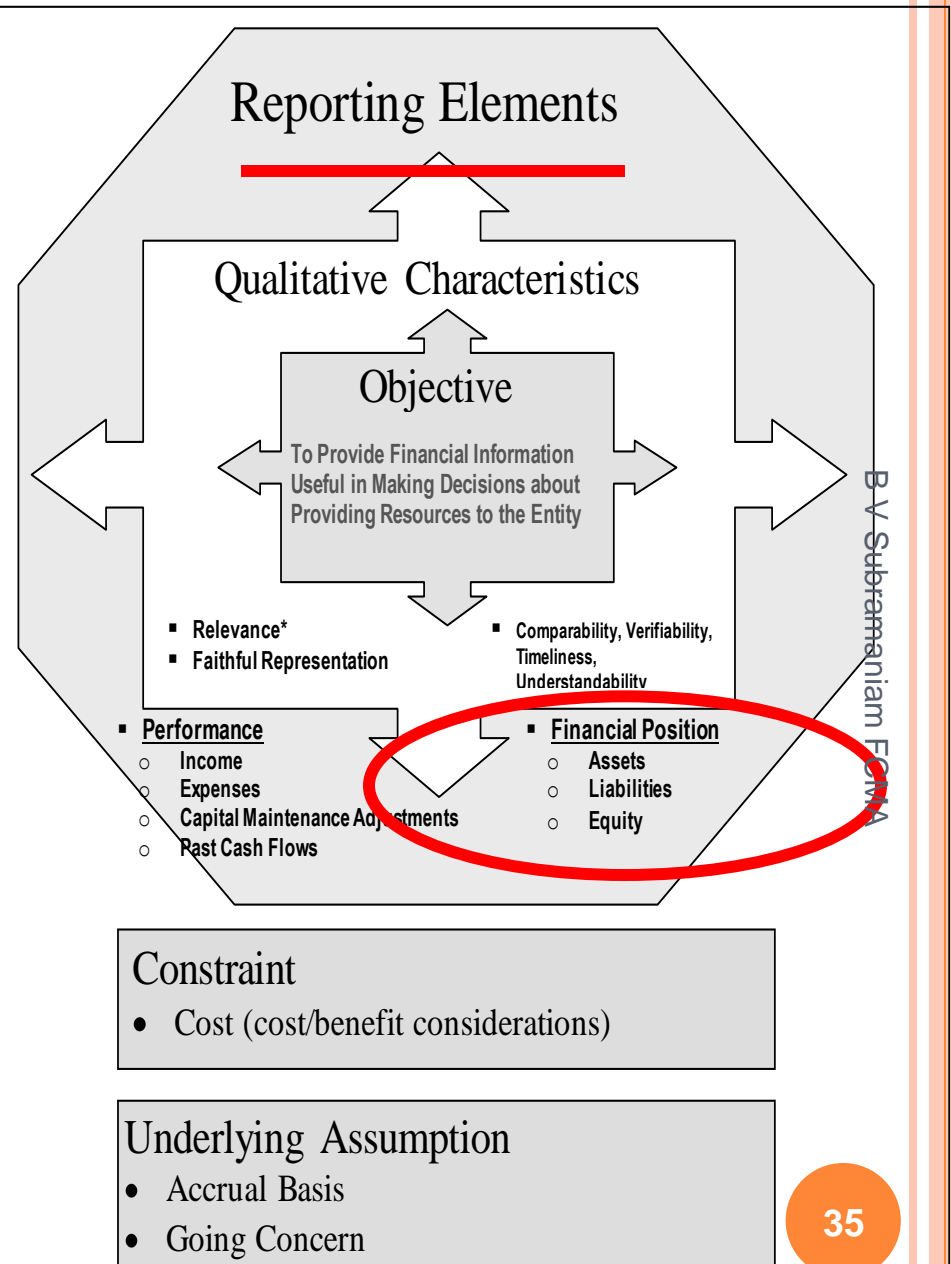 Reporting Elements
Qualitative Characteristics
Objective
To Provide Financial Information
Useful in Making Decisions about
Providing Resources to the Entity
▪ Relevance*
▪ Faithful Representation
▪ Comparability, Verifiability,
Timeliness,
Understandability
▪ Performance
○ Income
○ Expenses
○ Capital Maintenance Adjustments
○ Past Cash Flows
▪ Financial Position
○ Assets
○ Liabilities
○ Equity
B V Subramaniam FCMA
Constraint
• Cost (cost/benefit considerations)
Underlying Assumption
• Accrual Basis
• Going Concern
35